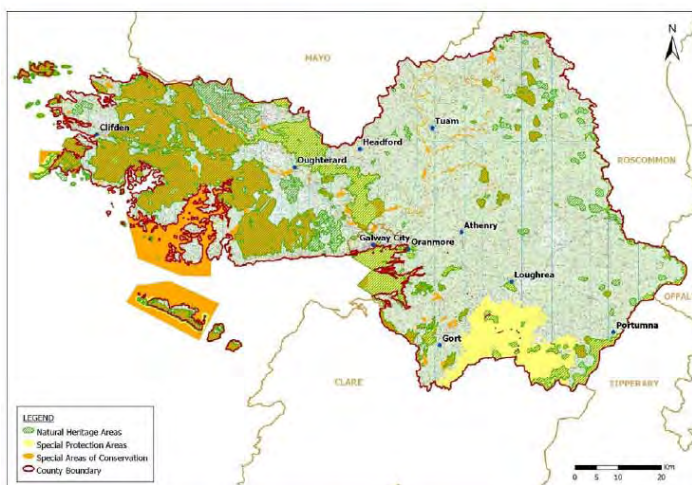 MAYO
N
Clifden
Tuam
Headford
Oughterard
ROSCOMMON
Athenry
Galway City
Oranmore
Loughrea
OFFALY
Portumna
Gort
CLARE
TIPPERARY
LEGEND
Natural Heritage Areas
Special Protection Areas
Special Areas of Conservation
County Boundary
Km
0 5 10 20